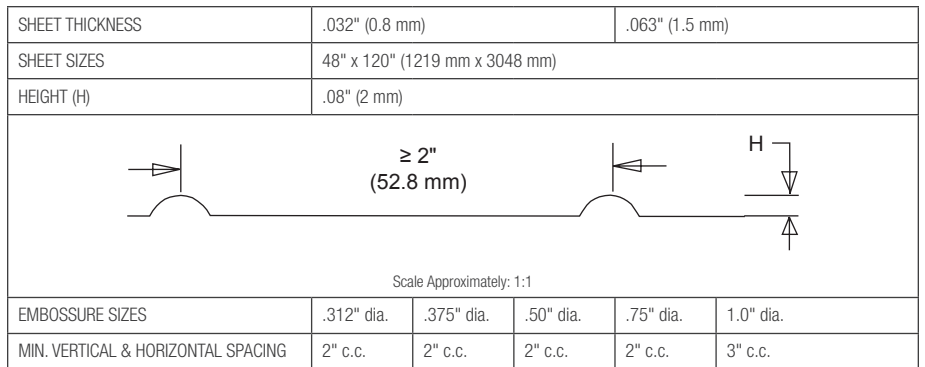 SHEET THICKNESS .032" (0.8 mm) .063" (1.5 mm)
SHEET SIZES 48" x 120" (1219 mm x 3048 mm)
HEIGHT (H) .08" (2 mm)
≥ 2" H
(52.8 mm)
Scale Approximately: 1:1
EMBOSSURE SIZES .312" dia. .375" dia. .50" dia. .75" dia. 1.0" dia.
MIN. VERTICAL & HORIZONTAL SPACING 2" c.c. 2" c.c. 2" c.c. 2" c.c. 3" c.c.